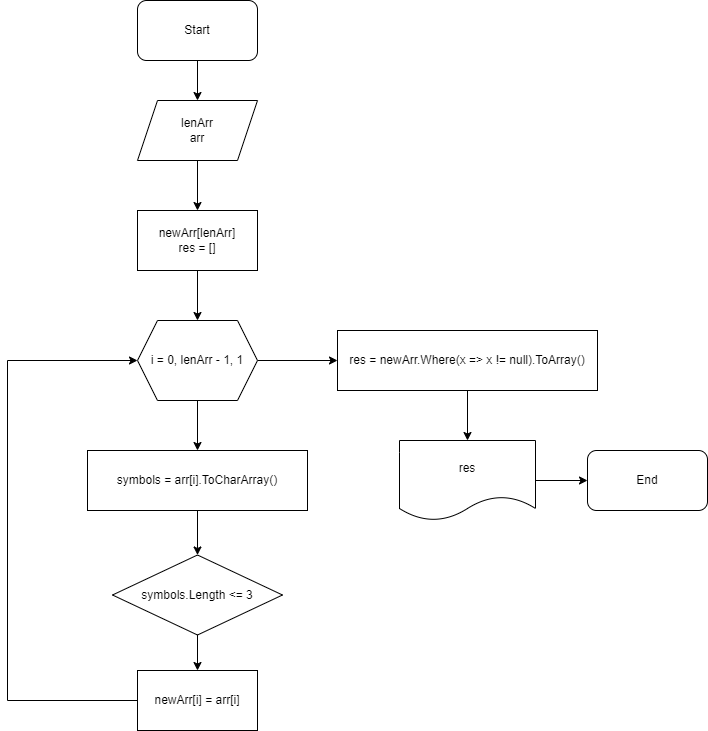 Start
lenArr
arr
newArr[lenArr]
res = []
i = 0, lenArr - 1, 1
res = newArr.Where(x => x != null).ToArray()
symbols = arr[i].ToCharArray()
res
End
symbols.Length <= 3
newArr[i] = arr[i]